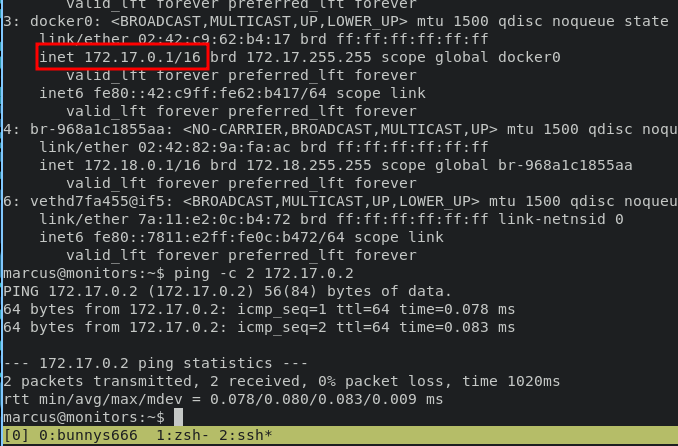 valid_lft forever preferred_lft forever
3: docker0: <BROADCAST,MULTICAST,UP,LOWER_UP> mtu 1500 qdisc noqueue state
link/ether 02:42:c9:62:b4:17 brd ff:ff:ff:ff:ff:ff
inet 172.17.0.1/16 brd 172.17.255.255 scope global docker0
valid_lft forever preferred_lft forever
inet6 fe80::42:c9ff:fe62:b417/64 scope link
valid_lft forever preferred_lft forever
4: br-968a1c1855aa: <NO-CARRIER,BROADCAST,MULTICAST,UP> mtu 1500 qdisc noqu
link/ether 02:42:82:9a:fa:ac brd ff:ff:ff:ff:ff:ff
inet 172.18.0.1/16 brd 172.18.255.255 scope global br-968a1c1855aa
valid_lft forever preferred_lft forever
6: vethd7fa455@if5: <BROADCAST,MULTICAST,UP,LOWER_UP> mtu 1500 qdisc noqueu
link/ether 7a:11:e2:0c:b4:72 brd ff:ff:ff:ff:ff:ff link-netnsid 0
inet6 fe80::7811:e2ff:fe0c:b472/64 scope link
valid_lft forever preferred_lft forever
marcus@monitors:~$ ping -c 2 172.17.0.2
PING 172.17.0.2 (172.17.0.2) 56(84) bytes of data.
64 bytes from 172.17.0.2: icmp_seq=1 ttl=64 time=0.078 ms
64 bytes from 172.17.0.2: icmp_seq=2 ttl=64 time=0.083 ms
--- 172.17.0.2 ping statistics ---
2 packets transmitted, 2 received, 0% packet loss, time 1020ms
rtt min/avg/max/mdev = 0.078/0.080/0.083/0.009 ms
marcus@monitors:~$
[0] 0:bunnys666  1:zsh- 2:ssh*